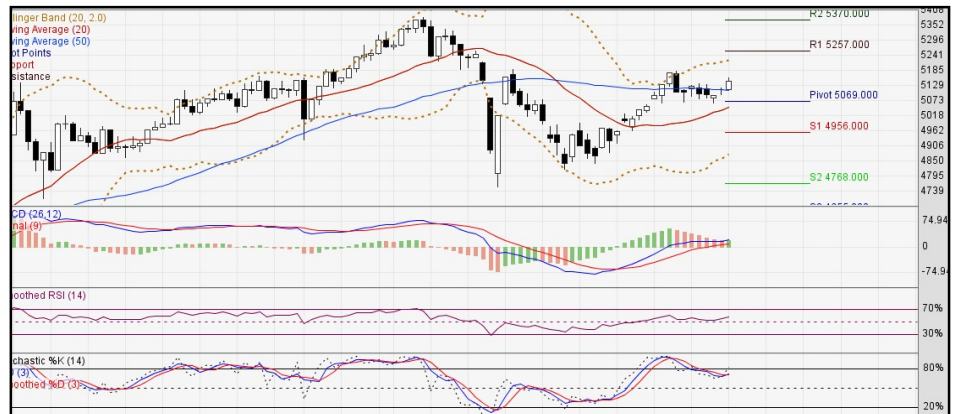 linger Band (20, 2.0)
ving Average (20)
ving Average (50)
ot Points
pport
sistance
5408
5352
5296
5241
5185
5129
5073
5018
4962
4906
4850
4795
4739
R2 5370.000
R1 5257.000
Pivot 5069.000
S1 4956.000
S2 4768.000
CD (26,12)
nal (9)
74.94
0
-74.94
oothed RSI (14)
70%
30%
chastic %K (14)
(3)
oothed %D (3)
80%
20%